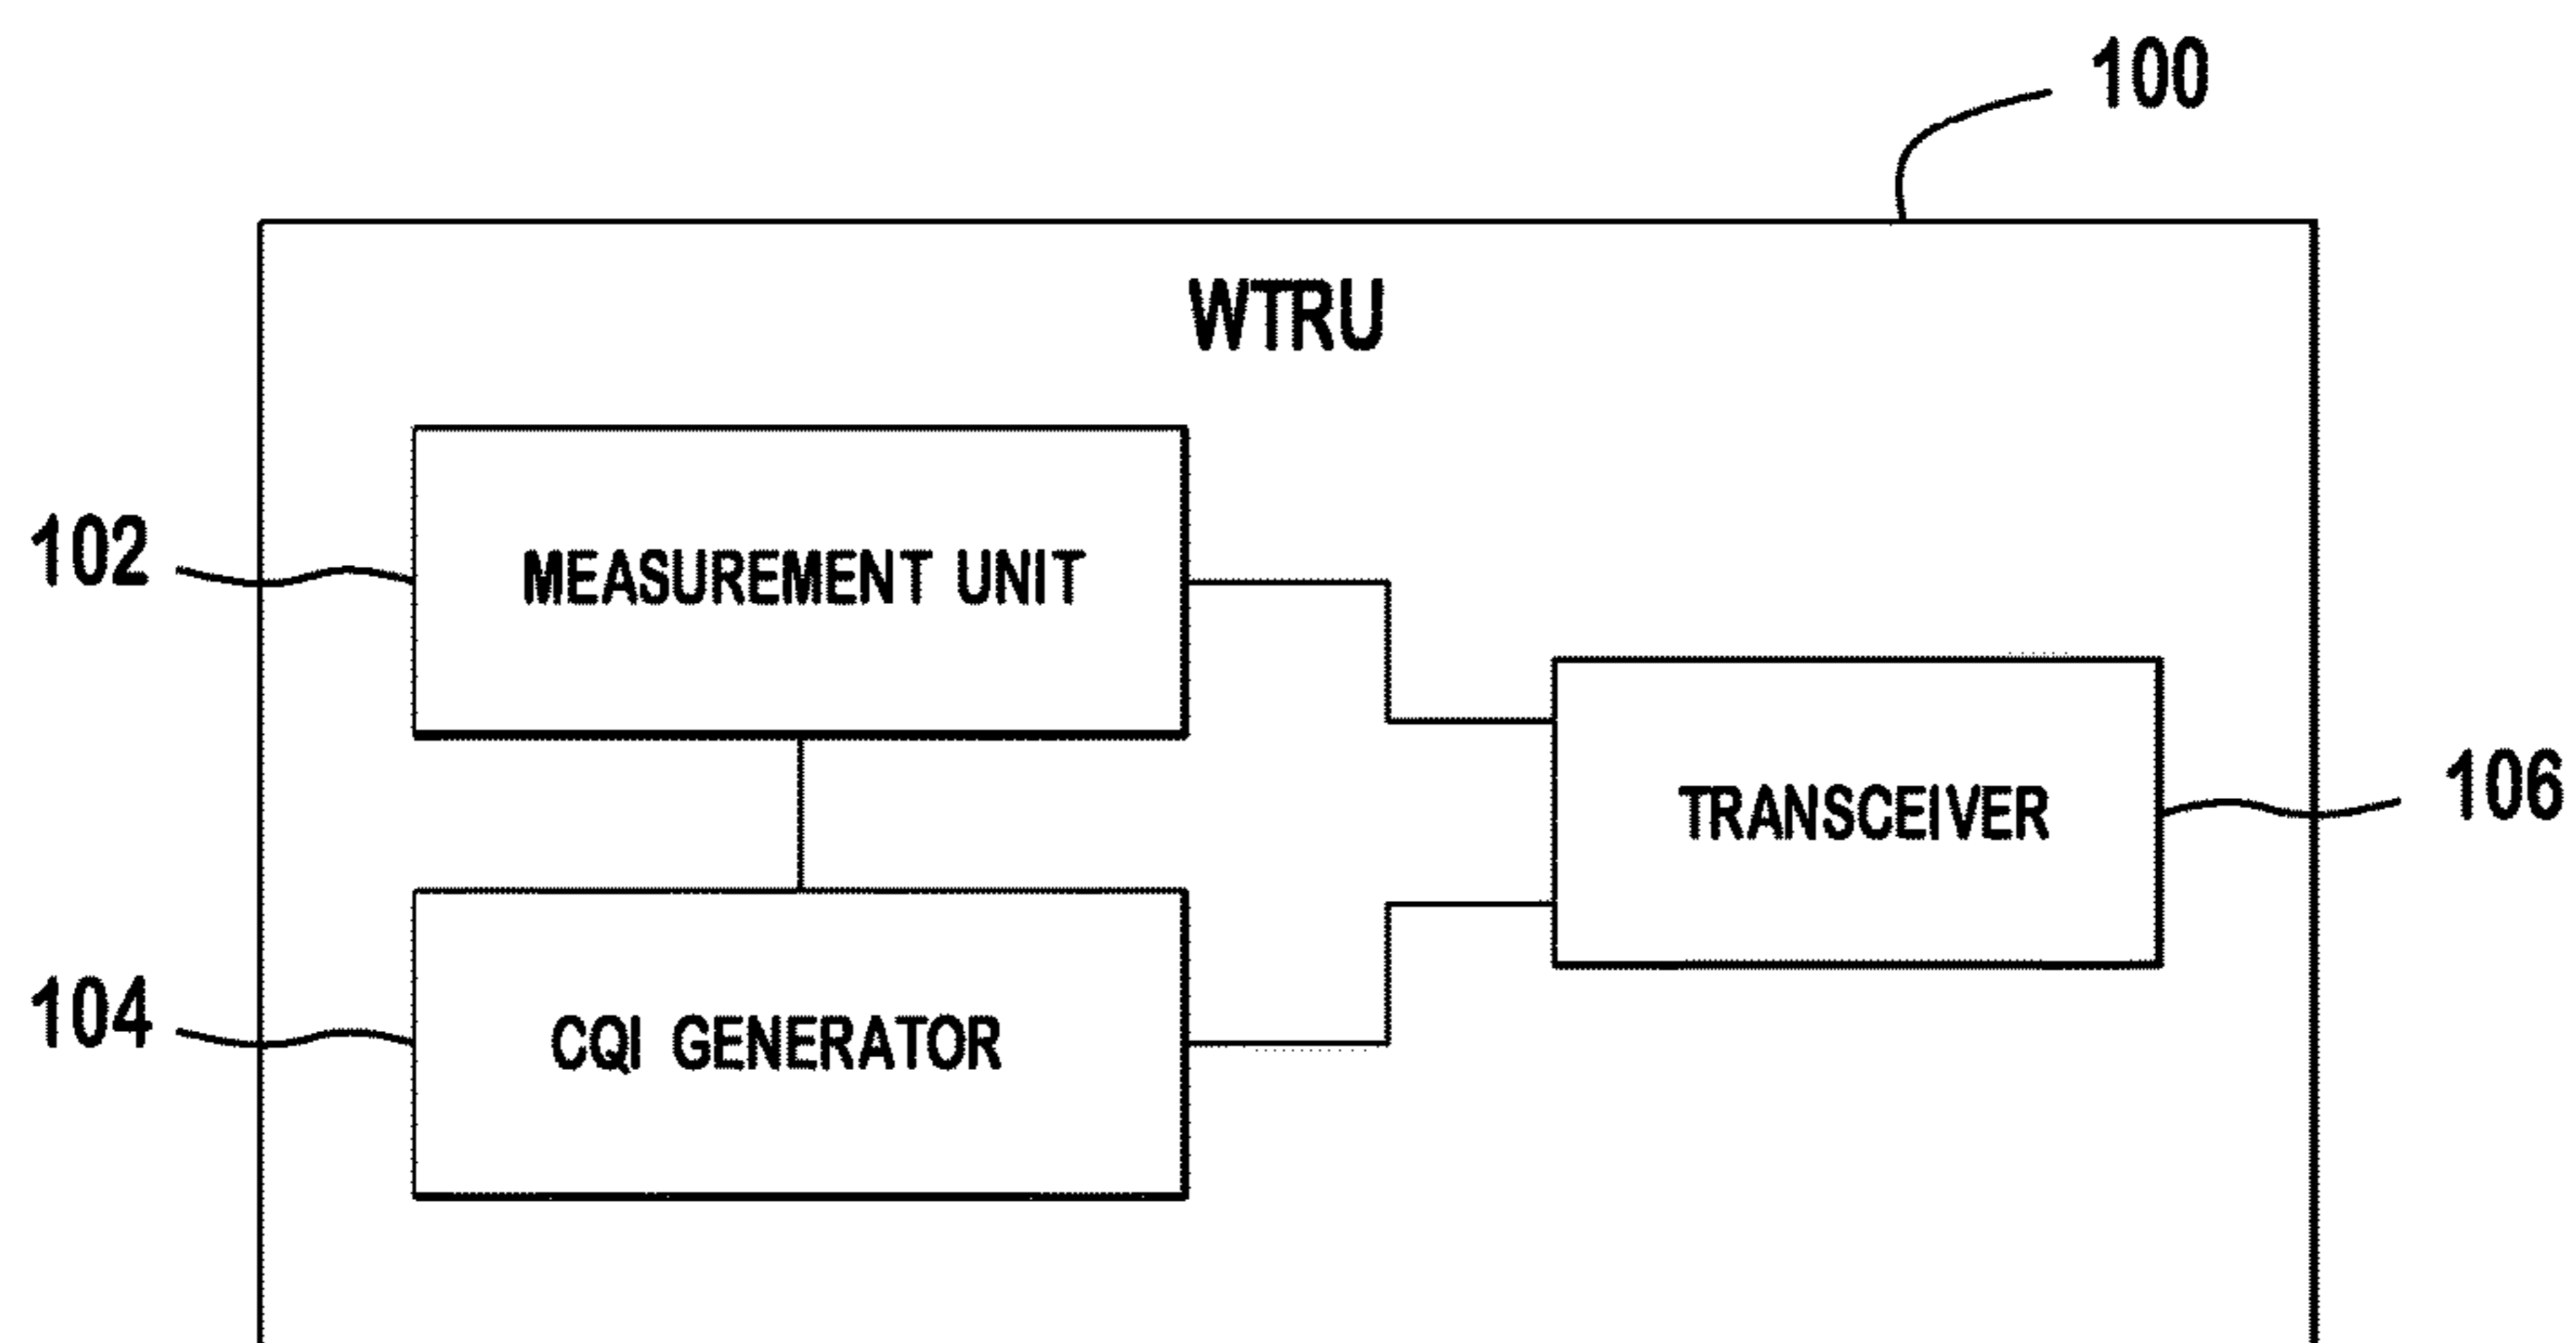 100
WTRU
102
MEASUREMENT UNIT
TRANSCEIVER
106
104
CQI GENERATOR